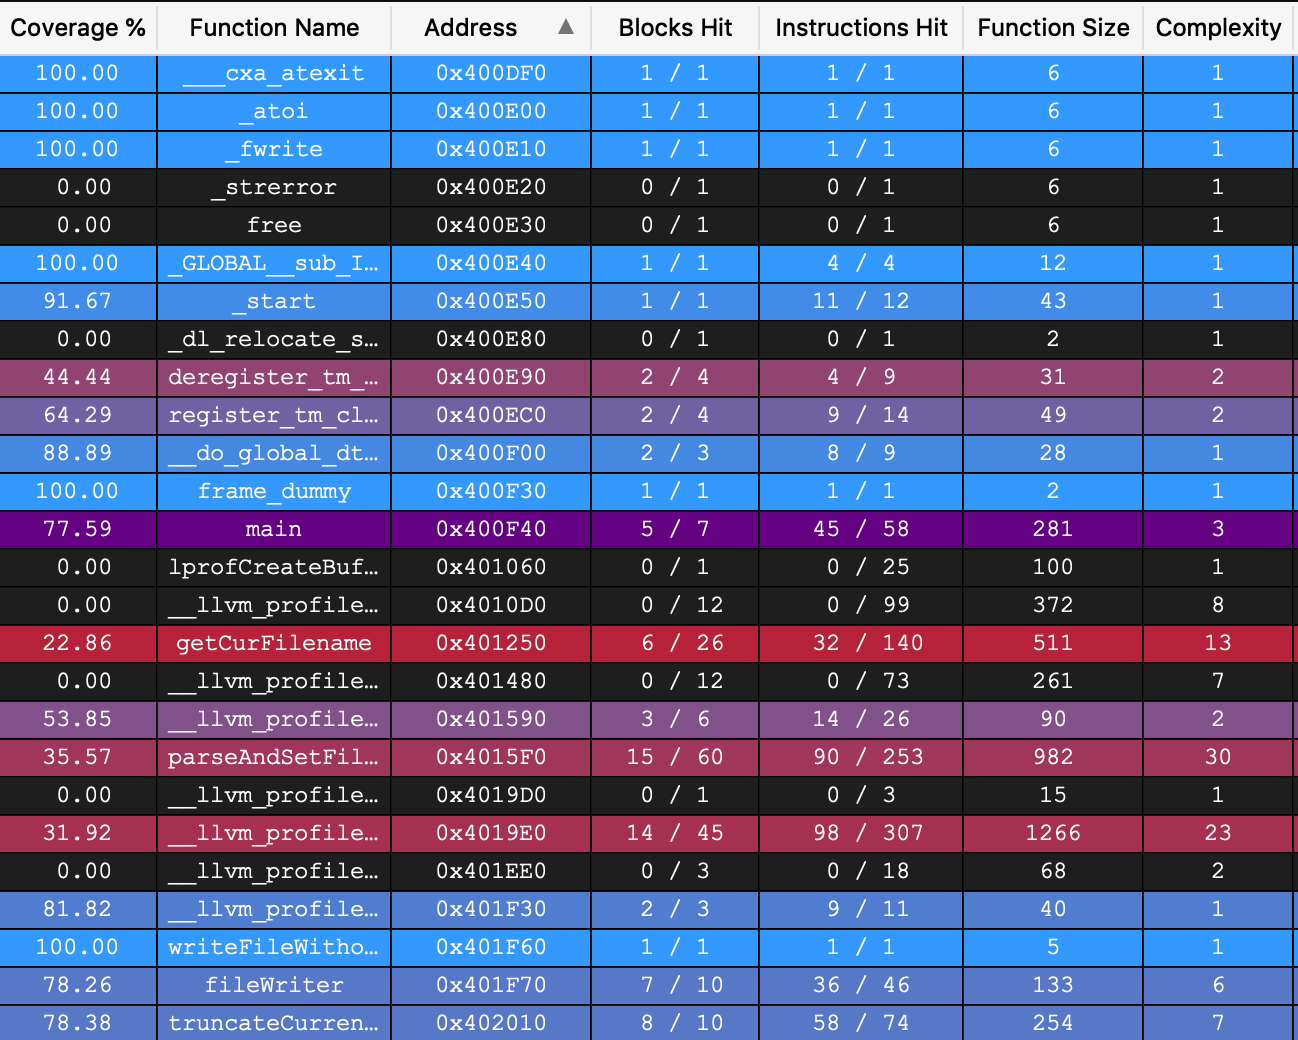 Coverage % Function Name Address ▲ Blocks Hit Instructions Hit Function Size Complexity
100.00 ___cxa_atexit 0x400DF0 1 / 1 1 / 1 6 1
100.00 _atoi 0x400E00 1 / 1 1 / 1 6 1
100.00 _fwrite 0x400E10 1 / 1 1 / 1 6 1
0.00 _strerror 0x400E20 0 / 1 0 / 1 6 1
0.00 free 0x400E30 0 / 1 0 / 1 6 1
100.00 _GLOBAL__sub_I… 0x400E40 1 / 1 4 / 4 12 1
91.67 _start 0x400E50 1 / 1 11 / 12 43 1
0.00 _dl_relocate_s… 0x400E80 0 / 1 0 / 1 2 1
44.44 deregister_tm_… 0x400E90 2 / 4 4 / 9 31 2
64.29 register_tm_cl… 0x400EC0 2 / 4 9 / 14 49 2
88.89 __do_global_dt… 0x400F00 2 / 3 8 / 9 28 1
100.00 frame_dummy 0x400F30 1 / 1 1 / 1 2 1
77.59 main 0x400F40 5 / 7 45 / 58 281 3
0.00 lprofCreateBuf… 0x401060 0 / 1 0 / 25 100 1
0.00 __llvm_profile… 0x4010D0 0 / 12 0 / 99 372 8
22.86 getCurFilename 0x401250 6 / 26 32 / 140 511 13
0.00 __llvm_profile… 0x401480 0 / 12 0 / 73 261 7
53.85 __llvm_profile… 0x401590 3 / 6 14 / 26 90 2
35.57 parseAndSetFil… 0x4015F0 15 / 60 90 / 253 982 30
0.00 __llvm_profile… 0x4019D0 0 / 1 0 / 3 15 1
31.92 __llvm_profile… 0x4019E0 14 / 45 98 / 307 1266 23
0.00 __llvm_profile… 0x401EE0 0 / 3 0 / 18 68 2
81.82 __llvm_profile… 0x401F30 2 / 3 9 / 11 40 1
100.00 writeFileWitho… 0x401F60 1 / 1 1 / 1 5 1
78.26 fileWriter 0x401F70 7 / 10 36 / 46 133 6
78.38 truncateCurren… 0x402010 8 / 10 58 / 74 254 7